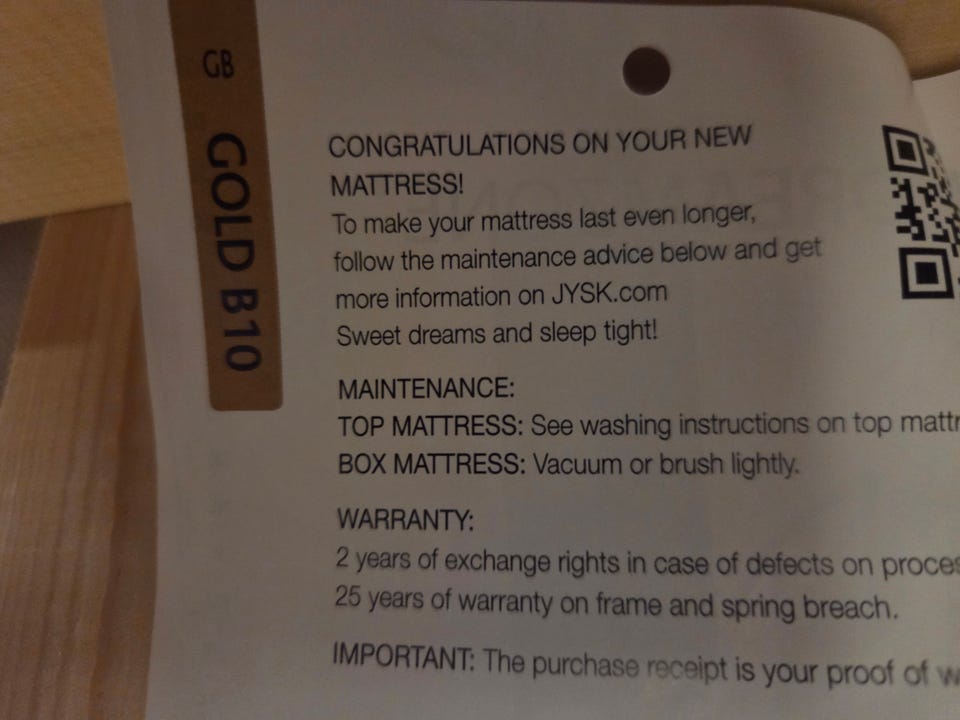 GB
GOLD B10
CONGRATULATIONS ON YOUR NEW
MATTRESS!
To make your mattress last even longer,
follow the maintenance advice below and get
more information on JYSK.com
Sweet dreams and sleep tight!
MAINTENANCE:
TOP MATTRESS: See washing instructions on top
BOX MATTRESS: Vacuum or brush lightly.
WARRANTY:
2 years of exchange rights in case of defects on
25 years of warranty on frame and spring breach.
IMPORTANT: The purchase receipt is your proof of